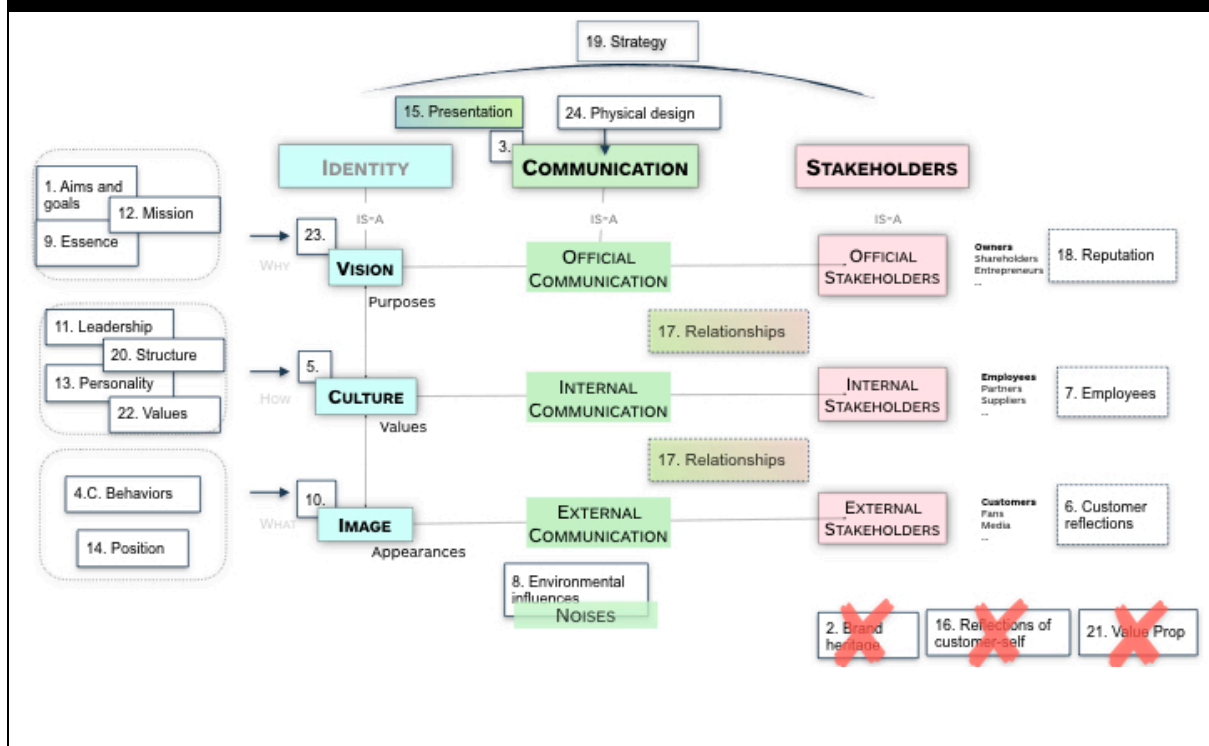 19. Strategy
15. Presentation
24. Physical design
3.
IDENTITY
COMMUNICATION
STAKEHOLDERS
1. Aims and
goals
12. Mission
9. Essence
IS-A
IS-A
IS-A
23.
WHY
VISION
Purposes
OFFICIAL
COMMUNICATION
OFFICIAL
STAKEHOLDERS
Owners
Shareholders
Entrepreneurs
...
18. Reputation
17. Relationships
11. Leadership
20. Structure
13. Personality
22. Values
5.
HOW
CULTURE
Values
INTERNAL
COMMUNICATION
INTERNAL
STAKEHOLDERS
Employees
Partners
Suppliers
...
7. Employees
17. Relationships
4.C. Behaviors
14. Position
10.
WHAT
IMAGE
Appearances
EXTERNAL
COMMUNICATION
EXTERNAL
STAKEHOLDERS
Customers
Fans
Media
...
6. Customer
reflections
8. Environmental
influences
NOISES
2. Brand
heritage
16. Reflections of
customer-self
21. Value Prop